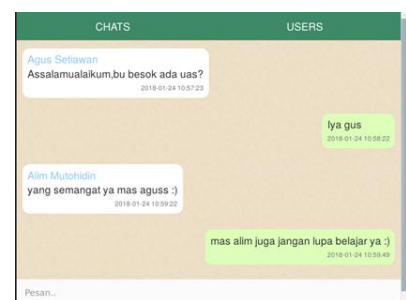 CHATS USERS
Agus Setiawan
Assalamualaikum,bu besok ada uas?
2018-01-24 10:57:23
Iya gus
2018-01-24 10:58:22
Alim Mutohidin
yang semangat ya mas aguss :)
2018-01-24 10:59:22
mas alim juga jangan lupa belajar ya :)
2018-01-24 10:59:49
Pesan..